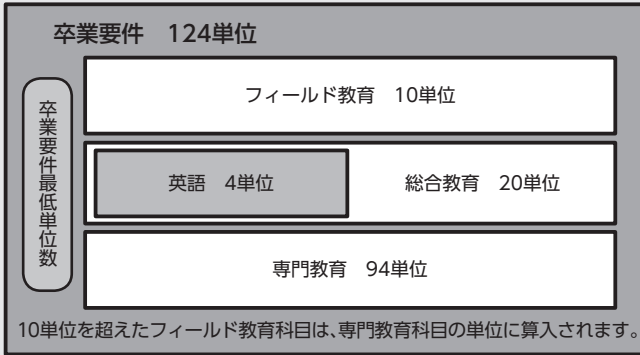 卒業要件 124単位
卒業要件最低単位数
フィールド教育 10単位
英語 4単位 総合教育 20単位
専門教育 94単位
10単位を超えたフィールド教育科目は、専門教育科目の単位に算入されます。